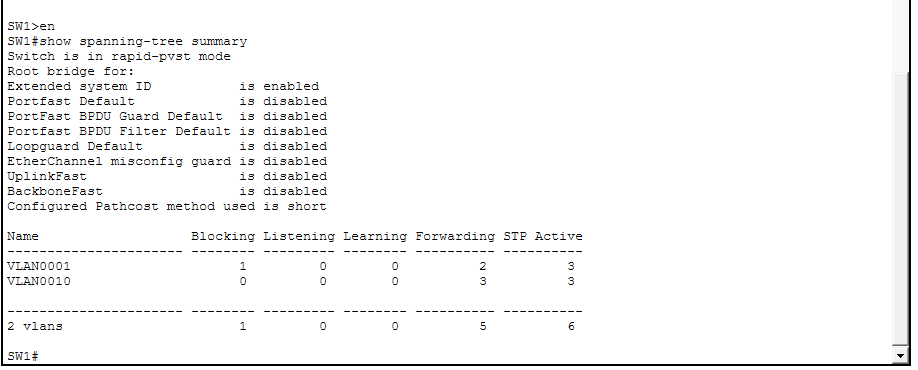 SW1>en
SW1#show spanning-tree summary
Switch is in rapid-pvst mode
Root bridge for:
Extended system ID           is enabled
Portfast Default             is disabled
PortFast BPDU Guard Default  is disabled
Portfast BPDU Filter Default is disabled
Loopguard Default            is disabled
EtherChannel misconfig guard is disabled
UplinkFast                   is disabled
BackboneFast                 is disabled
Configured Pathcost method used is short
Name                   Blocking Listening Learning Forwarding STP Active
---------------------- -------- --------- -------- ---------- ----------
VLAN0001                     1         0        0          2          3
VLAN0010                     0         0        0          3          3
---------------------- -------- --------- -------- ---------- ----------
2 vlans                      1         0        0          5          6
SW1#